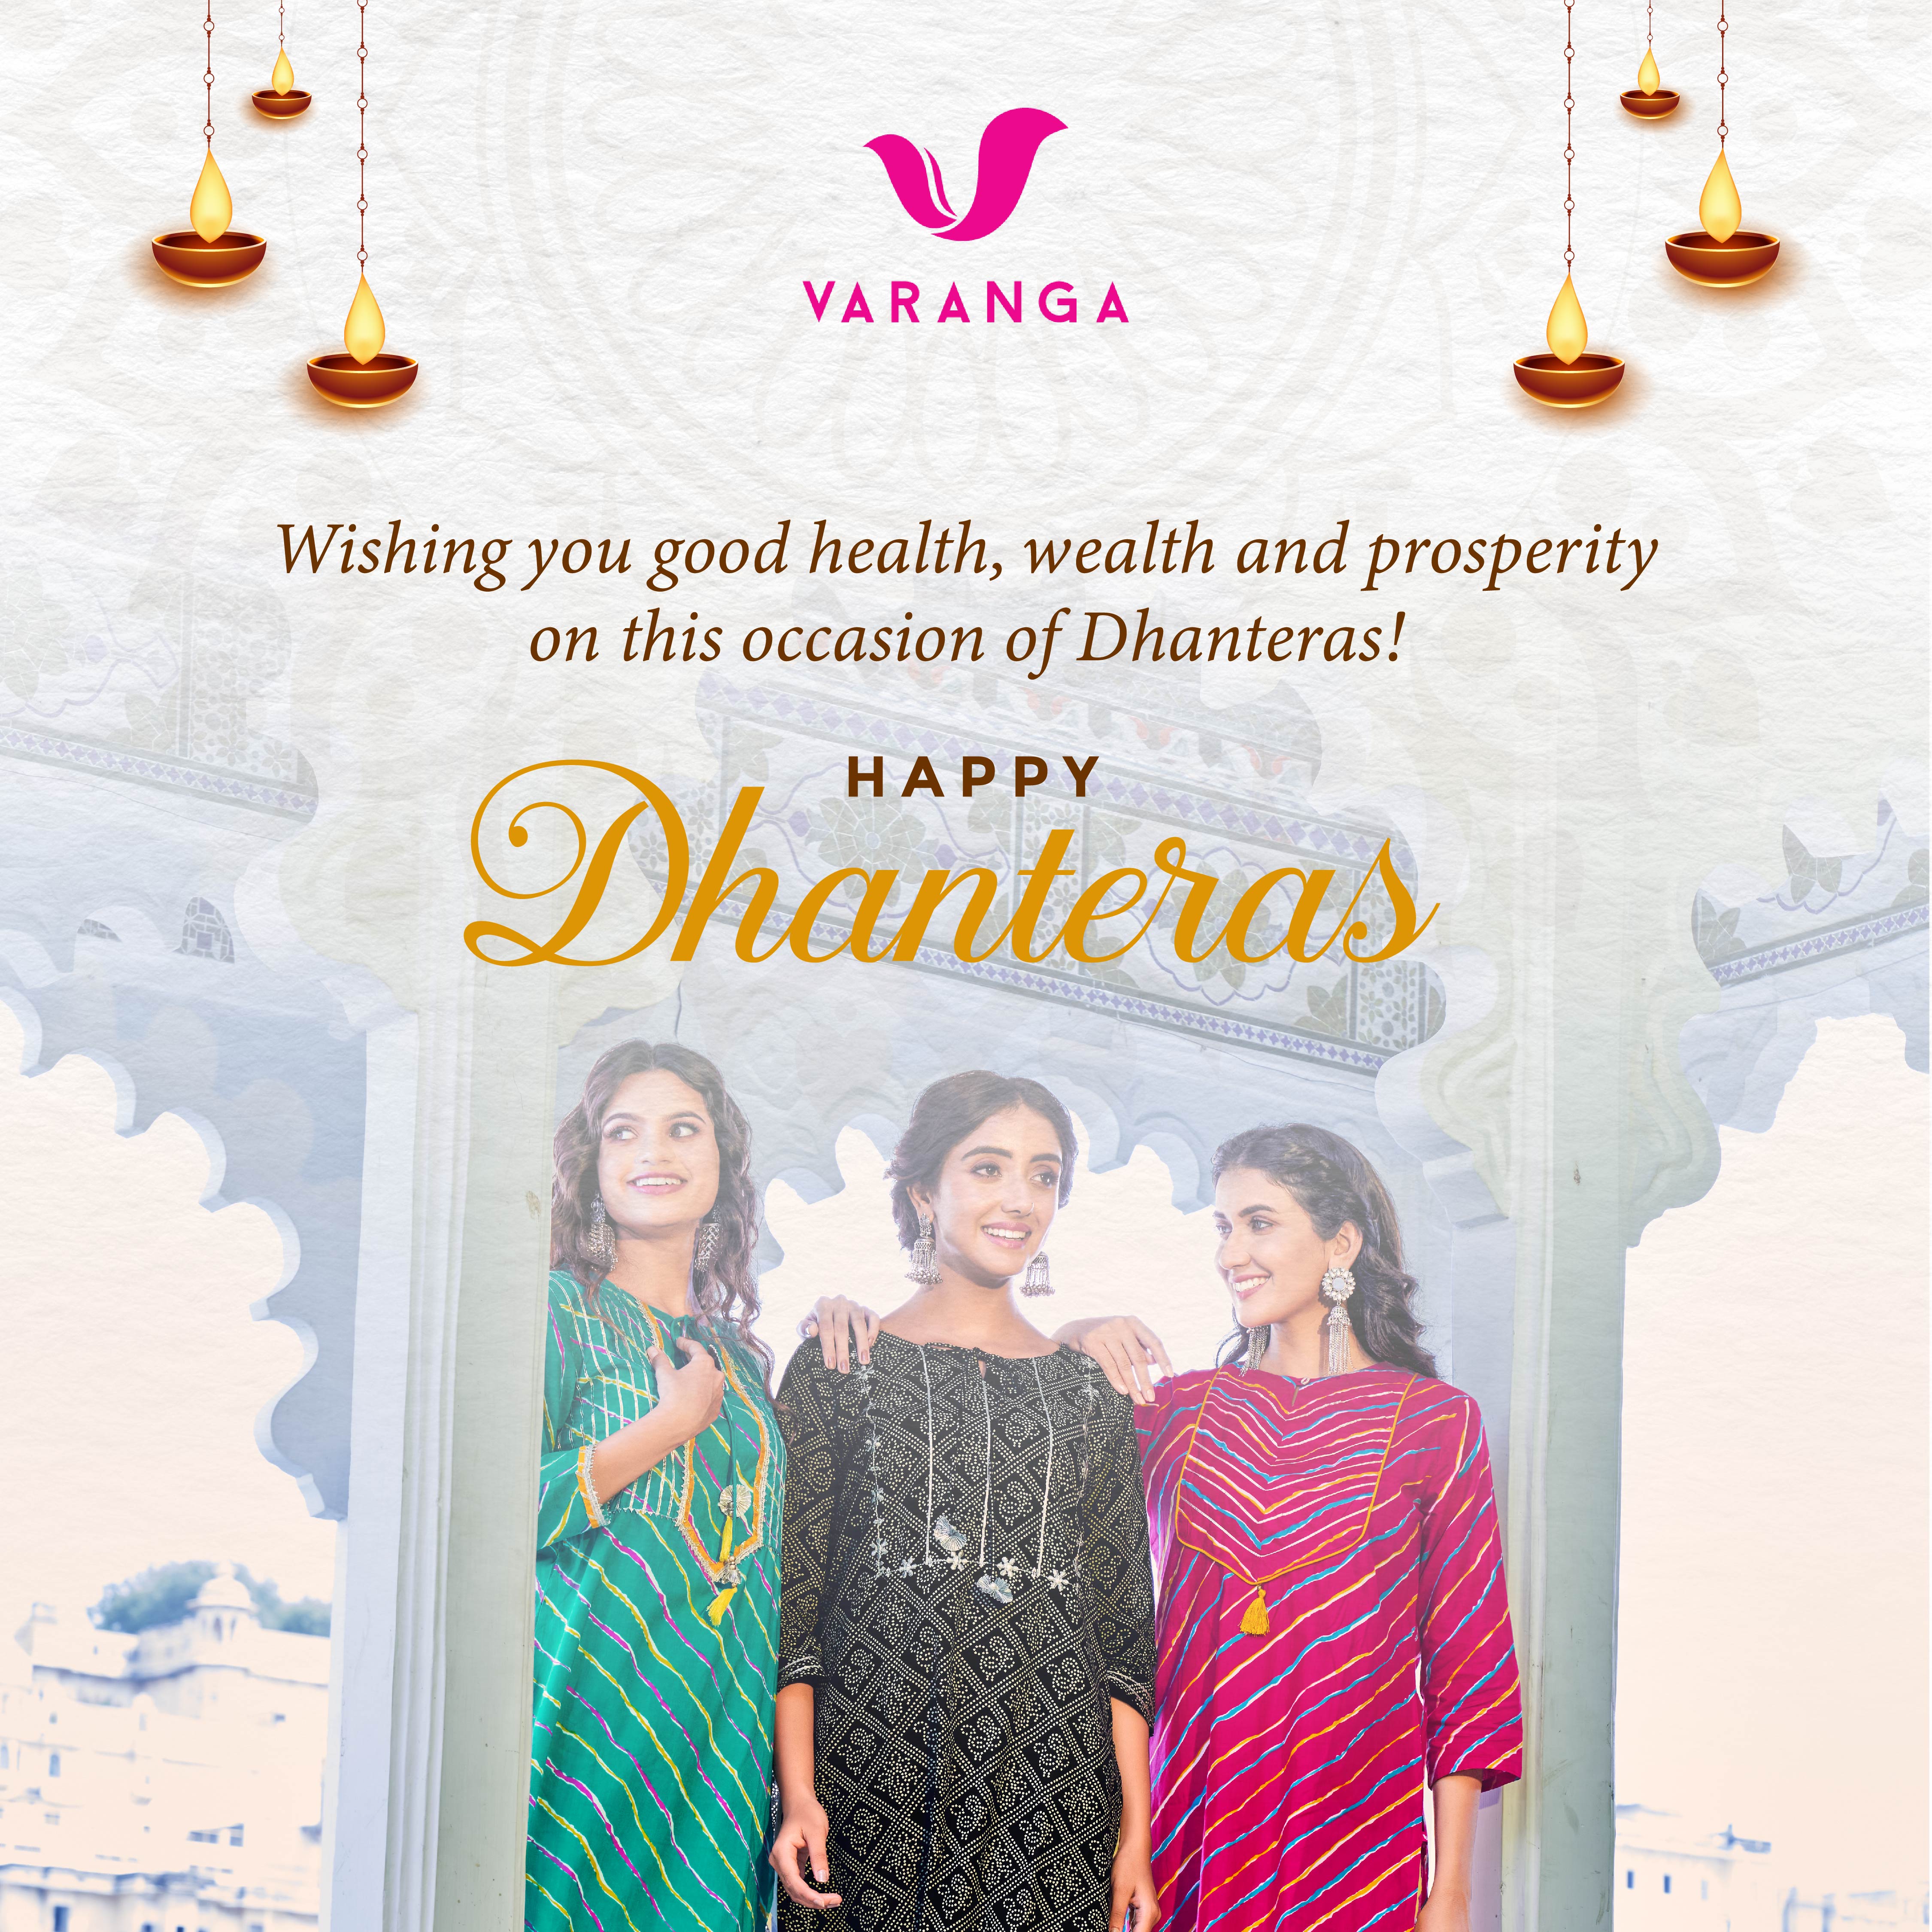 VARANGA
Wishing you good health, wealth and prosperity
on this occasion of Dhanteras!
HAPPY
Dhanteras